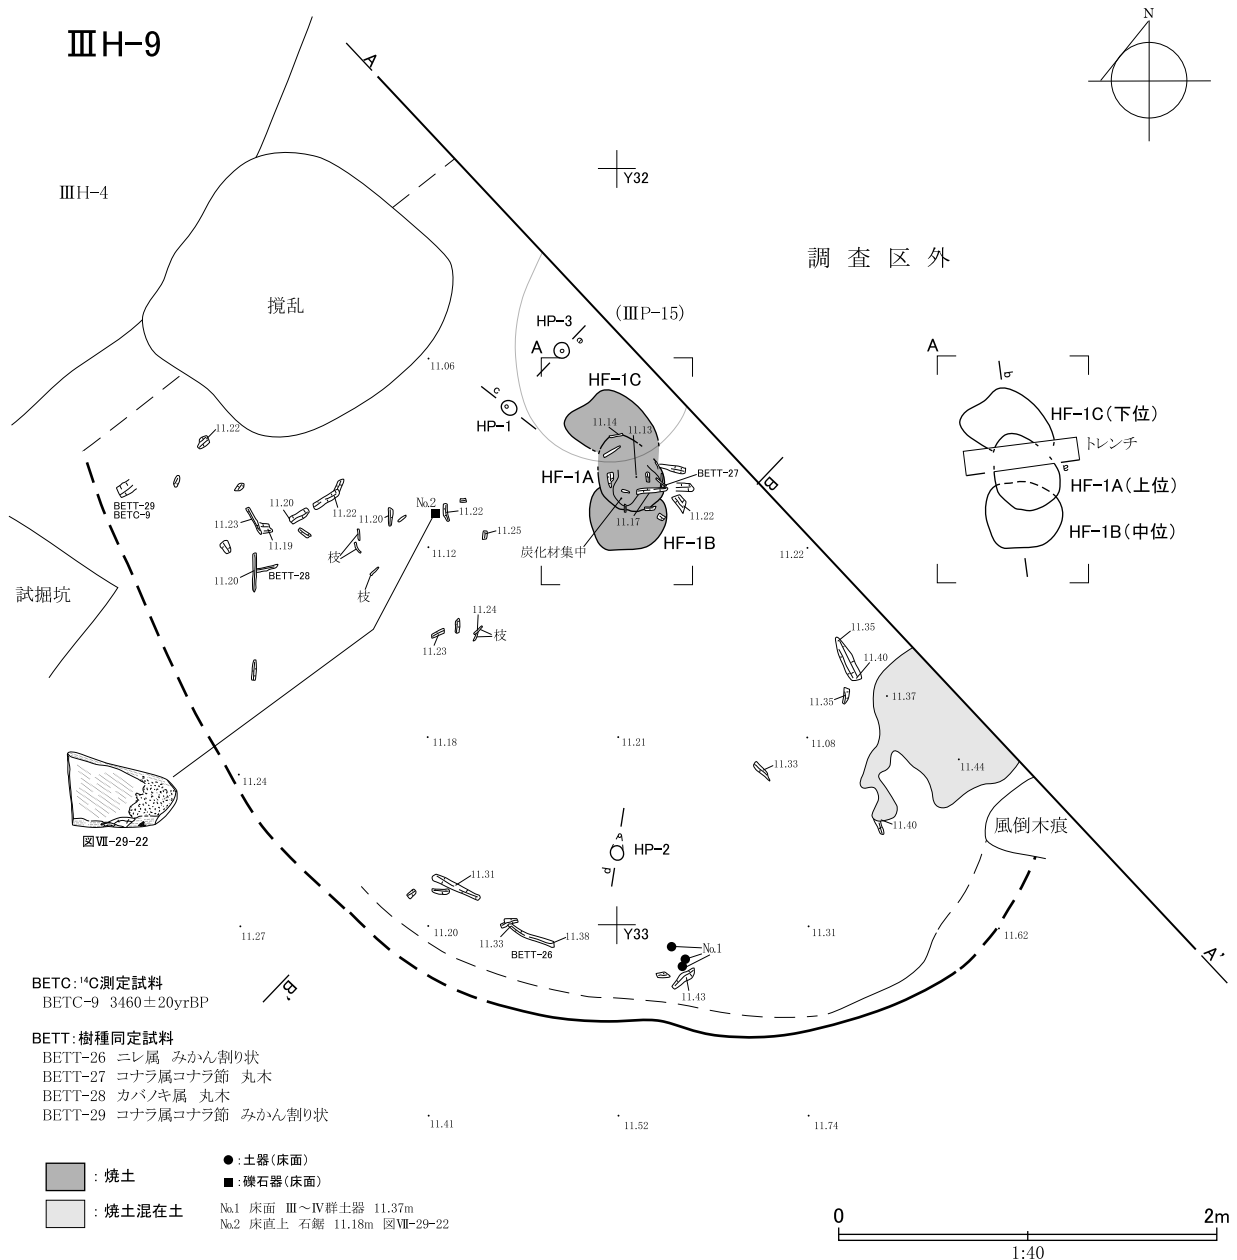 ⅢH-9
A
N
ⅢH-4
Y32
調査区外
撹乱
(ⅢP-15)
HP-3
e
A
11.06
HF-1C
c
HP-1
11.14
11.13
11.22
HF-1A
BETT-27
B
BETT-29
BETC-9
11.20
11.22
11.23
11.19
11.20
No.2
11.22
11.25
11.17
11.22
炭化材集中
HF-1B
枝
11.12
11.22
11.20
BETT-28
枝
試掘坑
11.24
枝
11.23
A
b
HF-1C(下位)
トレンチ
a
HF-1A(上位)
HF-1B(中位)
11.35
11.40
11.35
11.37
11.18
11.21
11.08
11.44
11.24
11.33
11.40
風倒木痕
図Ⅶ-29-22
HP-2
d
11.31
11.27
11.20
11.33
11.38
BETT-26
Y33
No.1
11.31
11.62
A'
11.43
B'
BETC:¹⁴C測定試料
BETC-9 3460±20yrBP
BETT:樹種同定試料
BETT-26 ニレ属 みかん割り状
BETT-27 コナラ属コナラ節 丸木
BETT-28 カバノキ属 丸木
BETT-29 コナラ属コナラ節 みかん割り状
11.41
11.52
11.74
:焼土
:焼土混在土
●:土器(床面)
■:礫石器(床面)
No.1 床面 Ⅲ～Ⅳ群土器 11.37m
No.2 床直上 石鋸 11.18m 図Ⅶ-29-22
0
2m
1:40